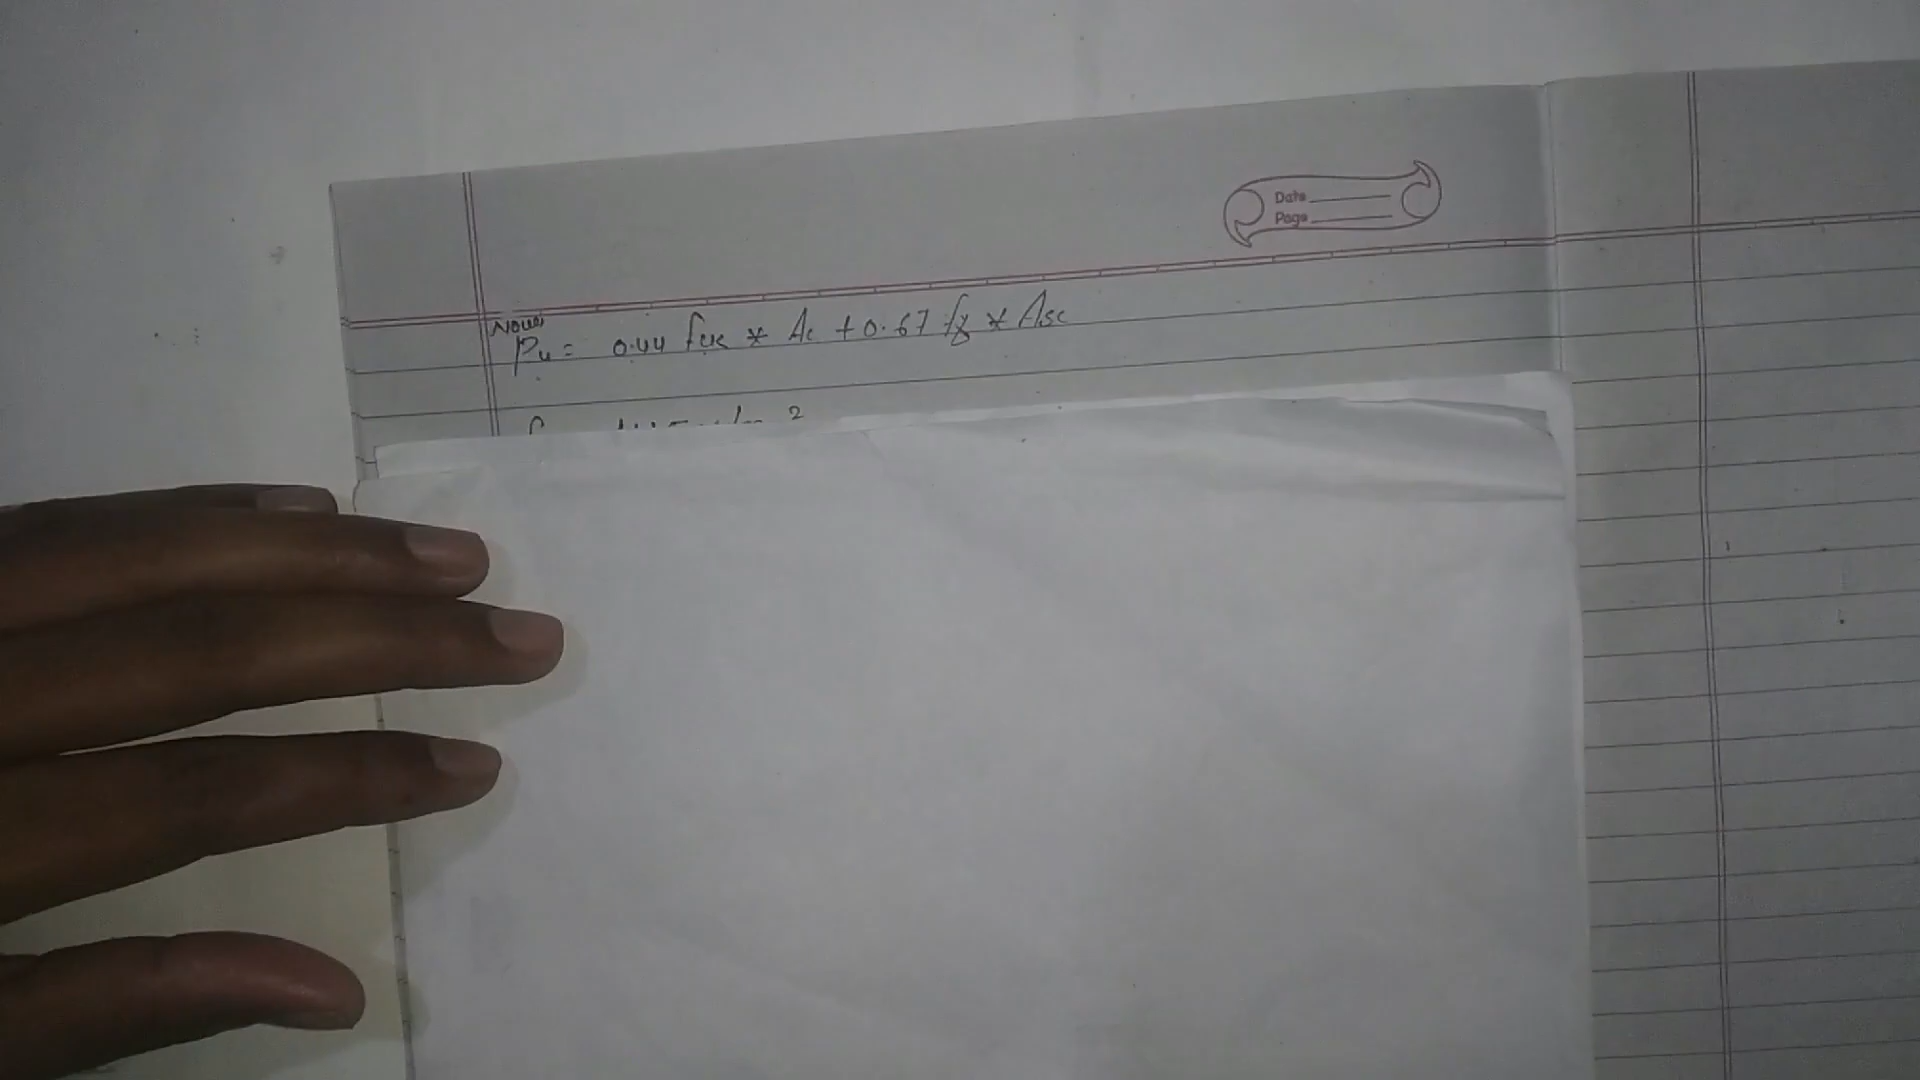 Date
Page
Now
Pu = 0.44 fck * Ac + 0.67 fy * Asc